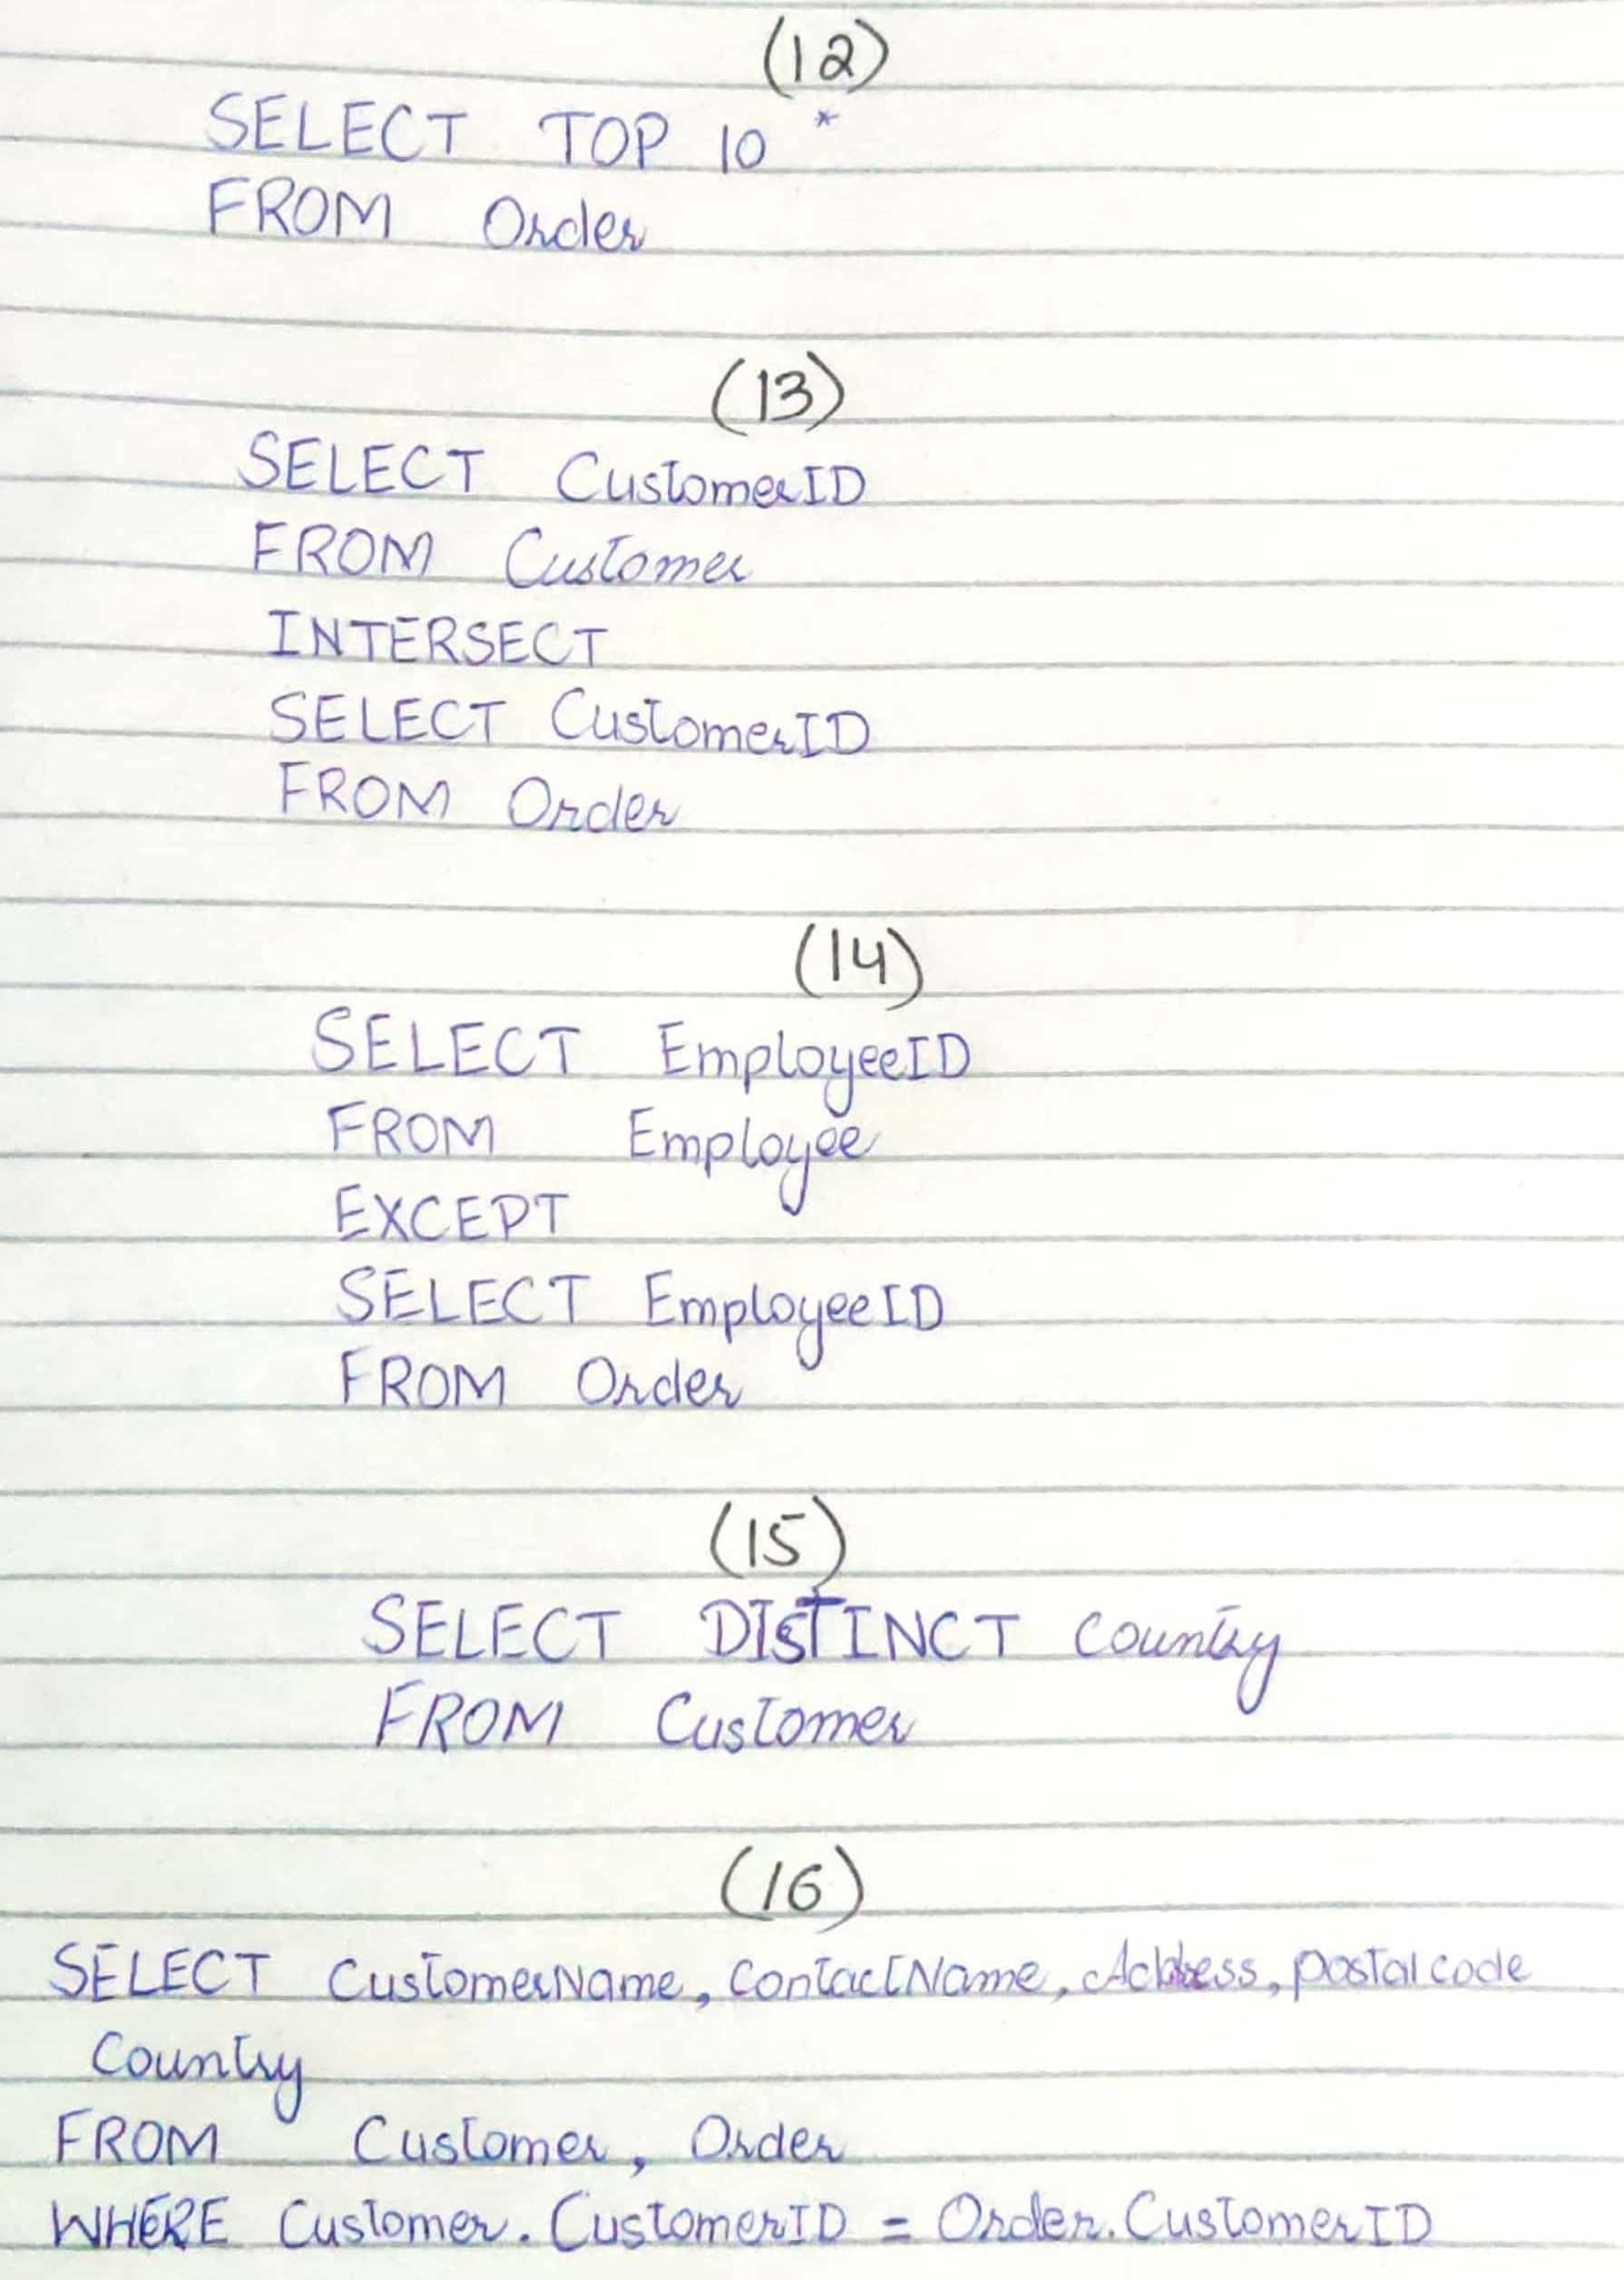 (12)
SELECT TOP 10 *
FROM Order
(13)
SELECT CustomerID
FROM Customer
INTERSECT
SELECT CustomerID
FROM Order
(14)
SELECT EmployeeID
FROM Employee
EXCEPT
SELECT EmployeeID
FROM Order
(15)
SELECT DISTINCT Country
FROM Customer
(16)
SELECT CustomerName, ContactName, Address, postal code
Country
FROM Customer, Order
WHERE Customer.CustomerID = Order.CustomerID